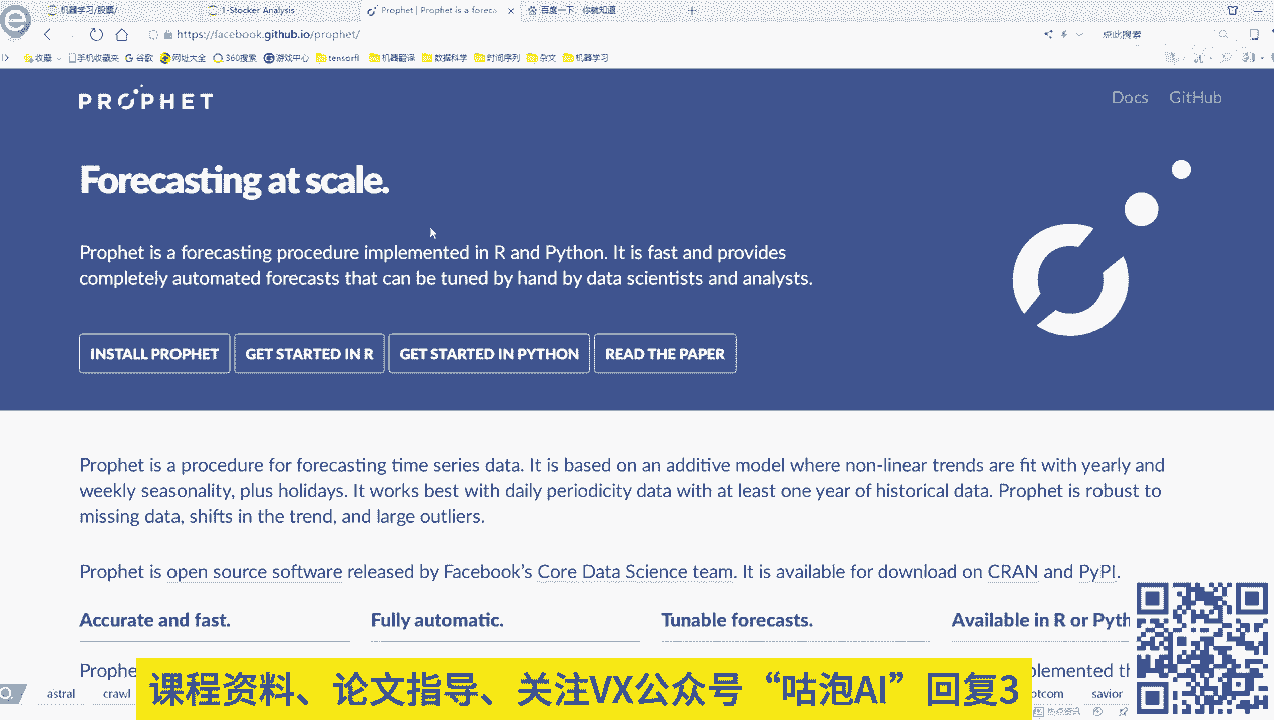 机器学习/股票/
1-Stocker Analysis
Prophet | Prophet is a foreca
百度一下，你就知道
https://facebook.github.io/prophet/
点此搜索
收藏
手机收藏夹
谷歌
网址大全
360搜索
游戏中心
tensorfl
机器翻译
数据科学
时间序列
杂文
机器学习
PROPHET
Docs
GitHub
Forecasting at scale.
Prophet is a forecasting procedure implemented in R and Python. It is fast and provides
completely automated forecasts that can be tuned by hand by data scientists and analysts.
INSTALL PROPHET
GET STARTED IN R
GET STARTED IN PYTHON
READ THE PAPER
Prophet is a procedure for forecasting time series data. It is based on an additive model where non-linear trends are fit with yearly and
weekly seasonality, plus holidays. It works best with daily periodicity data with at least one year of historical data. Prophet is robust to
missing data, shifts in the trend, and large outliers.
Prophet is open source software released by Facebook's Core Data Science team. It is available for download on CRAN and PyPI.
Accurate and fast.
Fully automatic.
Tunable forecasts.
Available in R or Pyth
Prophe
plemented th
课程资料、论文指导、关注VX公众号“咕泡AI”回复3
astral
crawl
otcom
savior
热点资讯